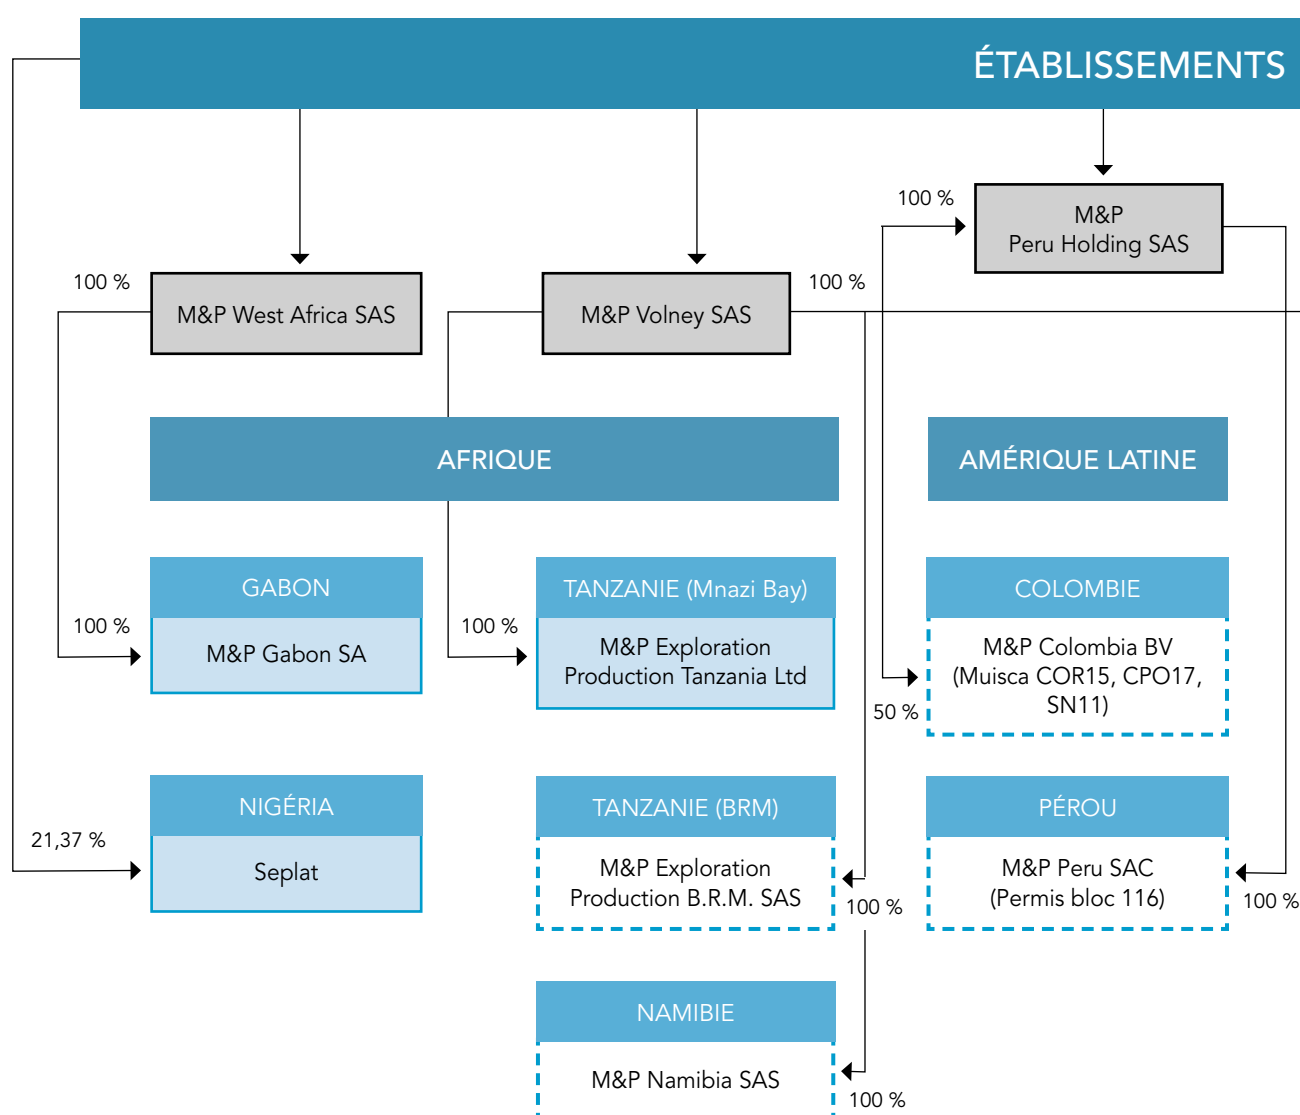 ÉTABLISSEMENTS
100 %
M&P
Peru Holding SAS
100 %
M&P West Africa SAS
M&P Volney SAS
100 %
AFRIQUE
AMÉRIQUE LATINE
GABON
TANZANIE (Mnazi Bay)
COLOMBIE
100 %
M&P Gabon SA
100 %
M&P Exploration
Production Tanzania Ltd
M&P Colombia BV
(Muisca COR15, CPO17,
SN11)
50 %
NIGÉRIA
TANZANIE (BRM)
PÉROU
21,37 %
Seplat
M&P Exploration
Production B.R.M. SAS
100 %
M&P Peru SAC
(Permis bloc 116)
100 %
NAMIBIE
M&P Namibia SAS
100 %